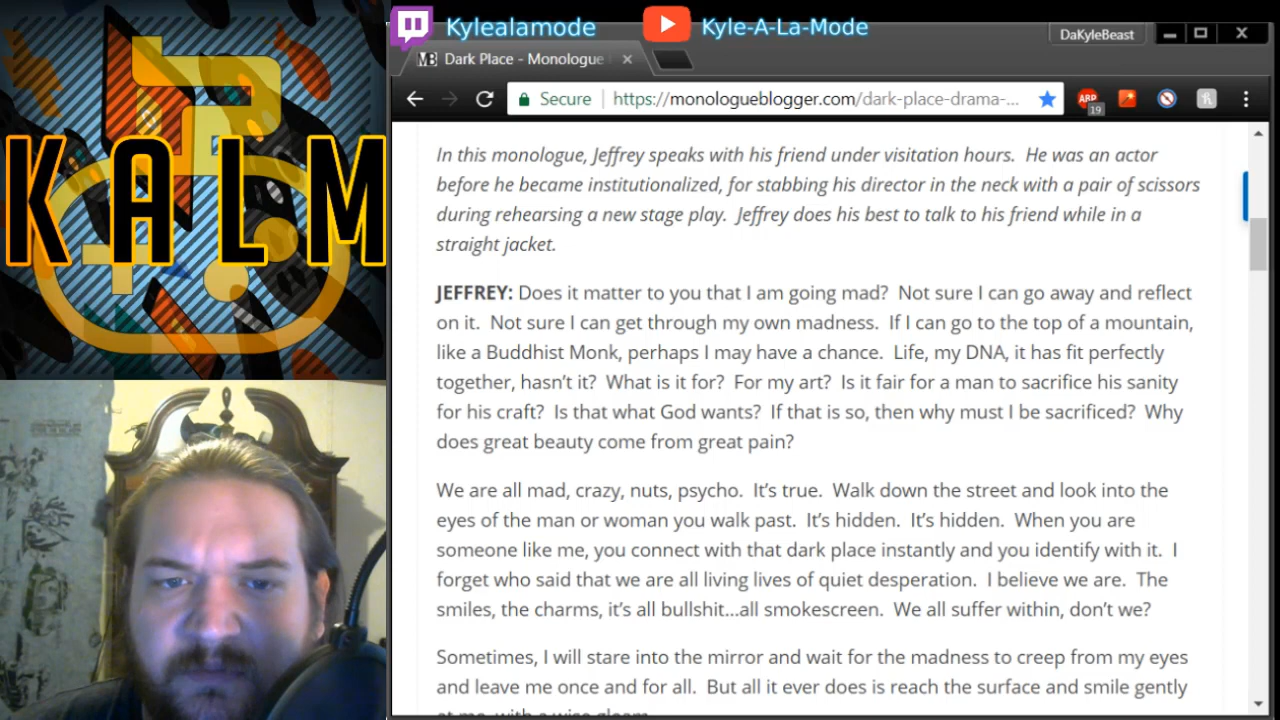 Kylealamode
Kyle-A-La-Mode
DaKyleBeast
MB Dark Place - Monologue
Secure https://monologueblogger.com/dark-place-drama-...
ABP
19
KALM
In this monologue, Jeffrey speaks with his friend under visitation hours. He was an actor
before he became institutionalized, for stabbing his director in the neck with a pair of scissors
during rehearsing a new stage play. Jeffrey does his best to talk to his friend while in a
straight jacket.
JEFFREY: Does it matter to you that I am going mad? Not sure I can go away and reflect
on it. Not sure I can get through my own madness. If I can go to the top of a mountain,
like a Buddhist Monk, perhaps I may have a chance. Life, my DNA, it has fit perfectly
together, hasn’t it? What is it for? For my art? Is it fair for a man to sacrifice his sanity
for his craft? Is that what God wants? If that is so, then why must I be sacrificed? Why
does great beauty come from great pain?
We are all mad, crazy, nuts, psycho. It’s true. Walk down the street and look into the
eyes of the man or woman you walk past. It’s hidden. It’s hidden. When you are
someone like me, you connect with that dark place instantly and you identify with it. I
forget who said that we are all living lives of quiet desperation. I believe we are. The
smiles, the charms, it’s all bullshit…all smokescreen. We all suffer within, don’t we?
Sometimes, I will stare into the mirror and wait for the madness to creep from my eyes
and leave me once and for all. But all it ever does is reach the surface and smile gently
at me, with a wise gleam.